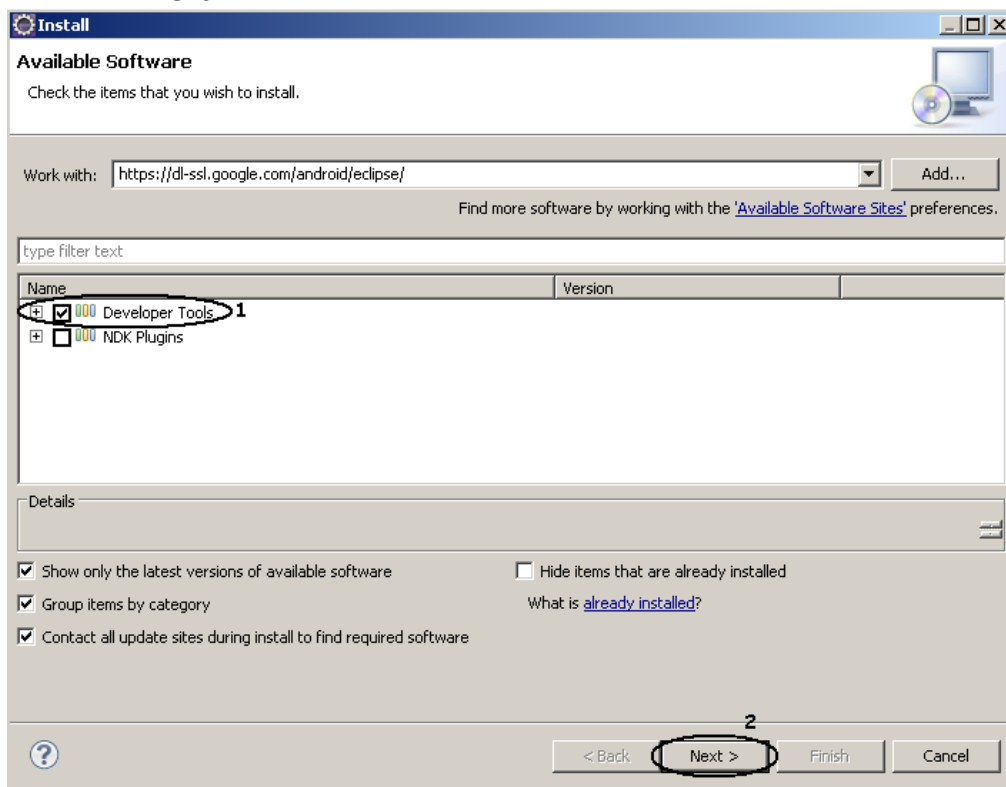 Install
Available Software
Check the items that you wish to install.
Work with: https://dl-ssl.google.com/android/eclipse/ Add...
Find more software by working with the 'Available Software Sites' preferences.
type filter text
Name Version
Developer Tools 1
NDK Plugins
Details
Show only the latest versions of available software Hide items that are already installed
Group items by category What is already installed?
Contact all update sites during install to find required software
2
? < Back Next > Finish Cancel